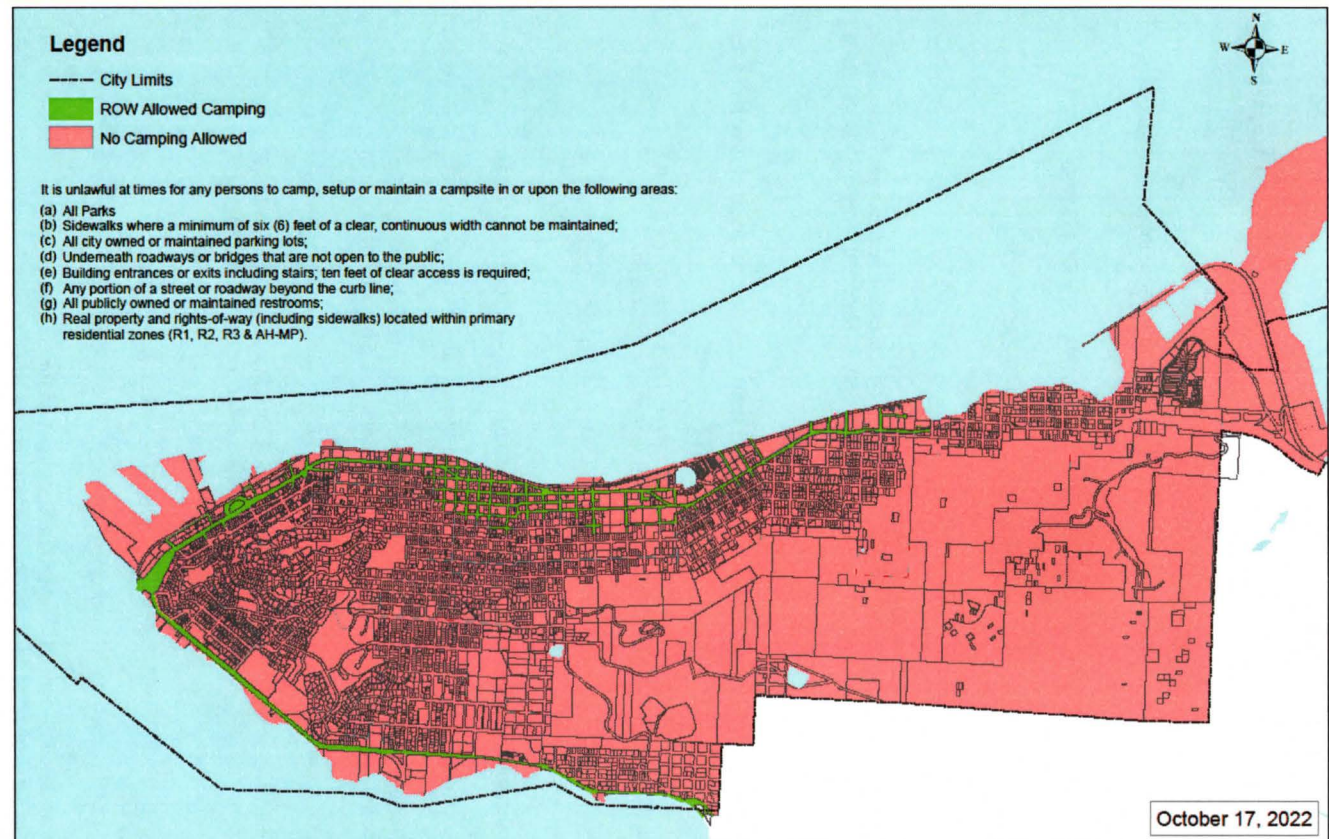 Legend
City Limits
ROW Allowed Camping
No Camping Allowed
It is unlawful at times for any persons to camp, setup or maintain a campsite in or upon the following areas:
(a) All Parks
(b) Sidewalks where a minimum of six (6) feet of a clear, continuous width cannot be maintained;
(c) All city owned or maintained parking lots;
(d) Underneath roadways or bridges that are not open to the public;
(e) Building entrances or exits including stairs; ten feet of clear access is required;
(f) Any portion of a street or roadway beyond the curb line;
(g) All publicly owned or maintained restrooms;
(h) Real property and rights-of-way (including sidewalks) located within primary
residential zones (R1, R2, R3 & AH-MP).
N
W E
S
October 17, 2022